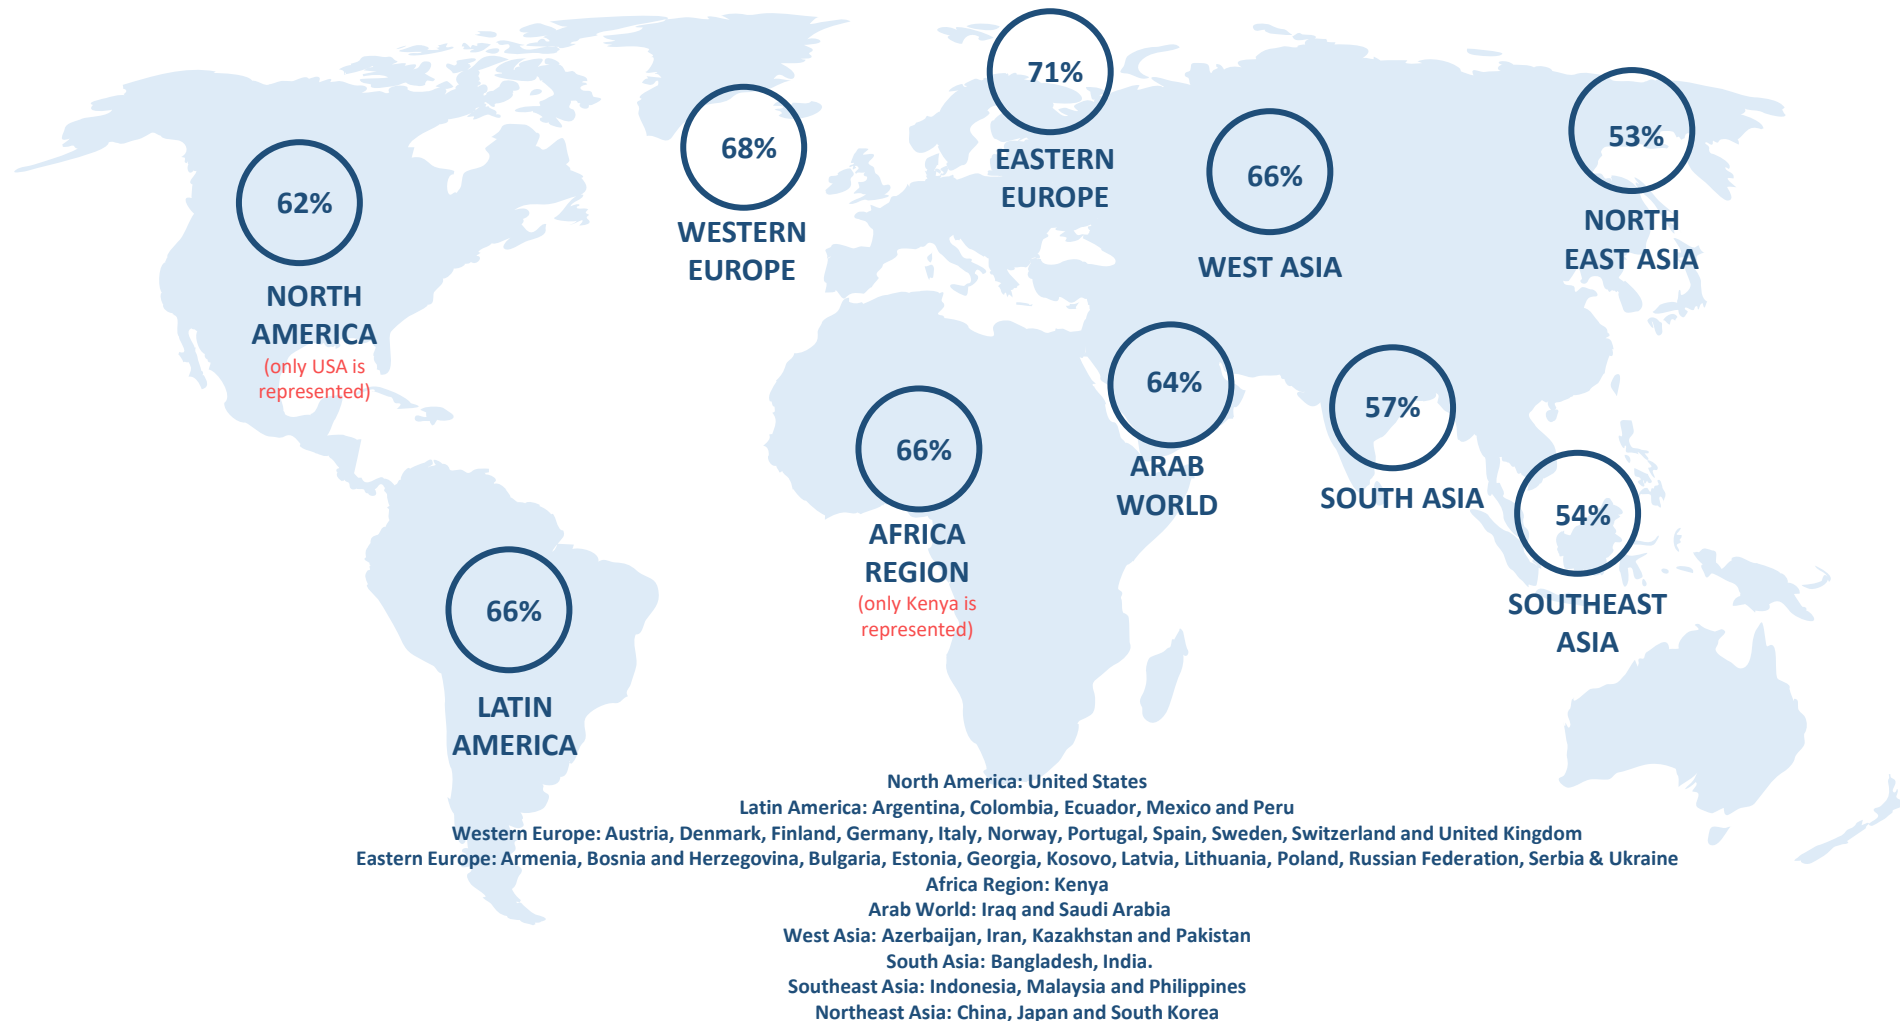 71%
EASTERN
EUROPE
53%
NORTH
EAST ASIA
68%
WESTERN
EUROPE
66%
WEST ASIA
62%
NORTH
AMERICA
(only USA is
represented)
64%
ARAB
WORLD
57%
SOUTH ASIA
66%
AFRICA
REGION
(only Kenya is
represented)
54%
SOUTHEAST
ASIA
66%
LATIN
AMERICA
North America: United States
Latin America: Argentina, Colombia, Ecuador, Mexico and Peru
Western Europe: Austria, Denmark, Finland, Germany, Italy, Norway, Portugal, Spain, Sweden, Switzerland and United Kingdom
Eastern Europe: Armenia, Bosnia and Herzegovina, Bulgaria, Estonia, Georgia, Kosovo, Latvia, Lithuania, Poland, Russian Federation, Serbia & Ukraine
Africa Region: Kenya
Arab World: Iraq and Saudi Arabia
West Asia: Azerbaijan, Iran, Kazakhstan and Pakistan
South Asia: Bangladesh, India.
Southeast Asia: Indonesia, Malaysia and Philippines
Northeast Asia: China, Japan and South Korea